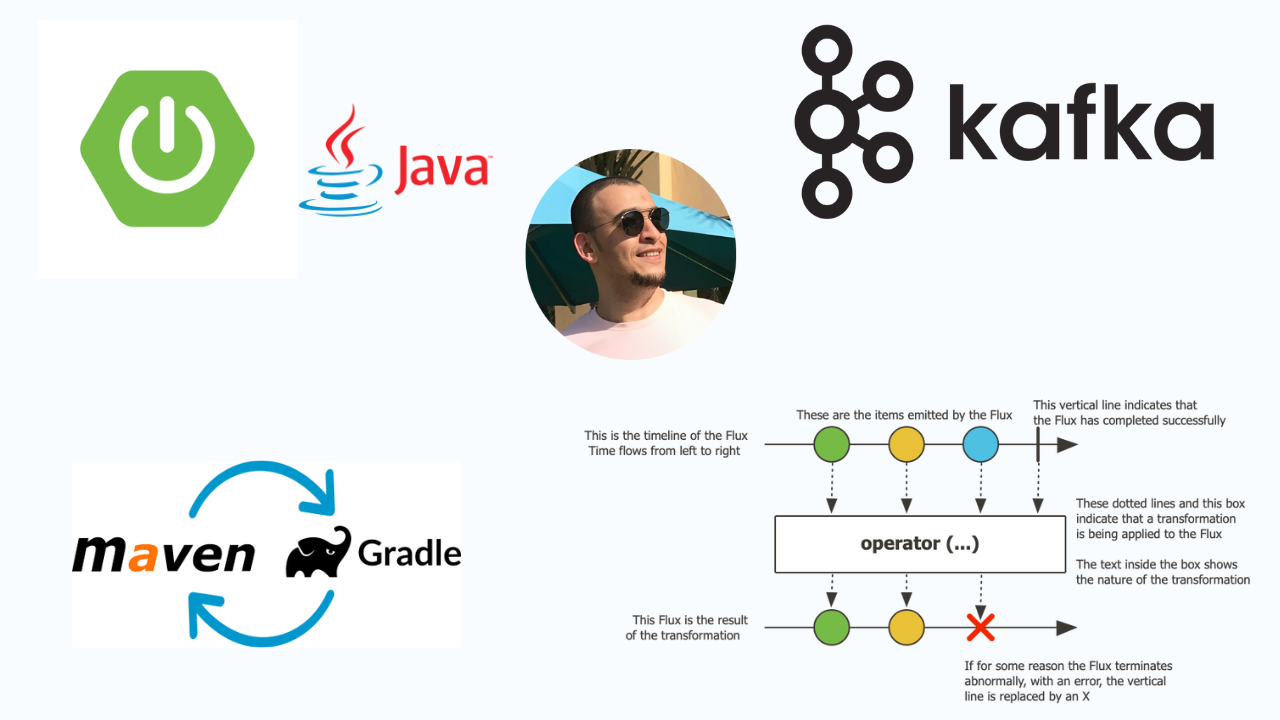 Java™
kafka
These are the items emitted by the Flux
This vertical line indicates that
the Flux has completed successfully
This is the timeline of the Flux
Time flows from left to right
These dotted lines and this box
indicate that a transformation
is being applied to the Flux
operator (...)
The text inside the box shows
the nature of the transformation
maven
Gradle
This Flux is the result
of the transformation
If for some reason the Flux terminates
abnormally, with an error, the vertical
line is replaced by an X